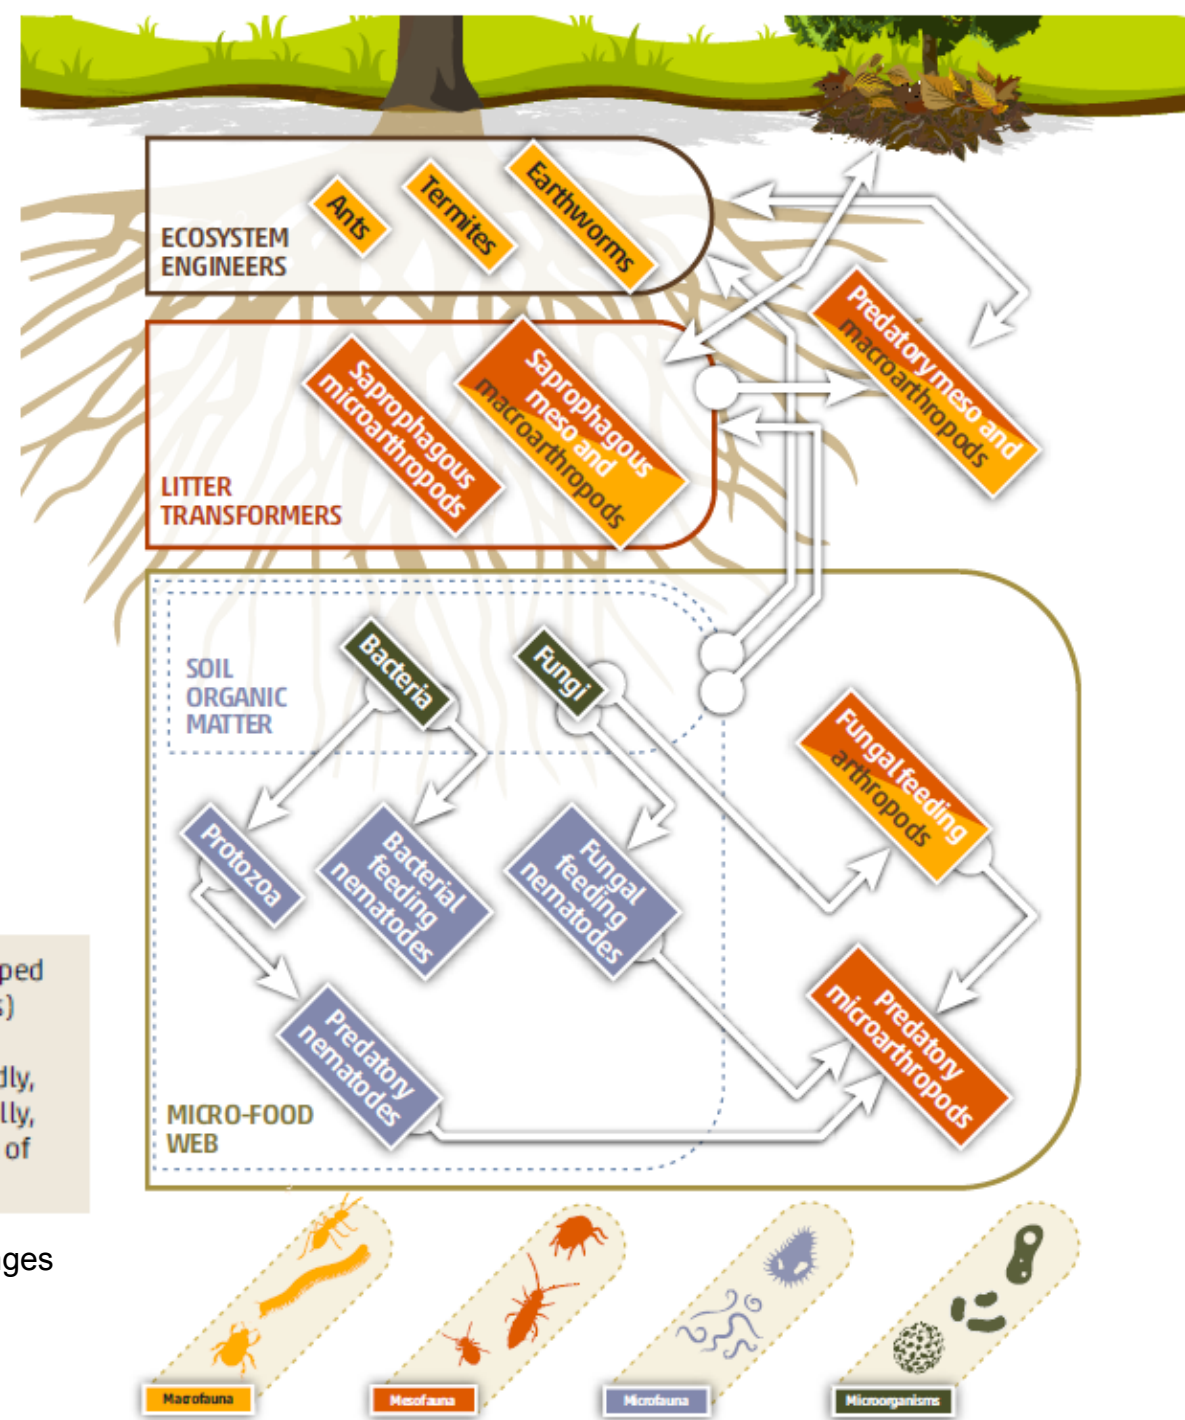 Ants
Termites
Earthworms
ECOSYSTEM
ENGINEERS
Predatory meso and
macroarthropods
Saprophagous
microarthropods
Saprophagous
meso and
macroarthropods
LITTER
TRANSFORMERS
Bacteria
Fungi
SOIL
ORGANIC
MATTER
Fungal feeding
arthropods
Protozoa
Bacterial
feeding
nematodes
Fungal
feeding
nematodes
Predatory
microarthropods
Predatory
nematodes
MICRO-FOOD
WEB
ped
s)
dly,
lly,
of
nges
Macrofauna
Mesofauna
Microfauna
Microorganisms